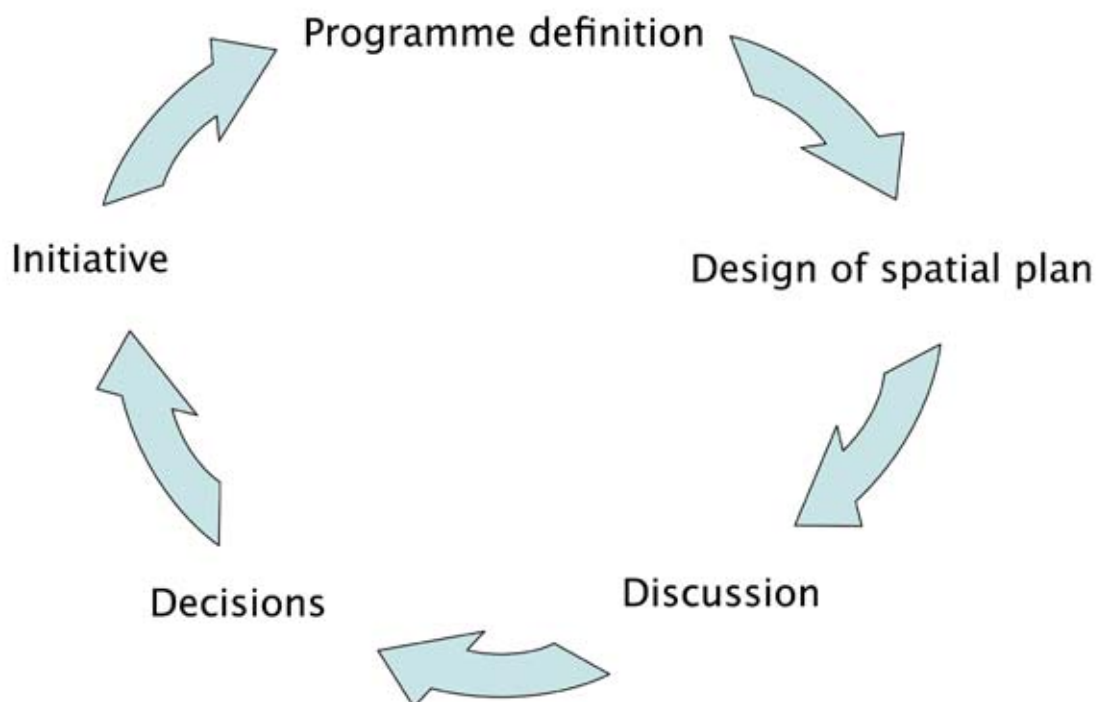 Programme definition
Initiative
Design of spatial plan
Discussion
Decisions